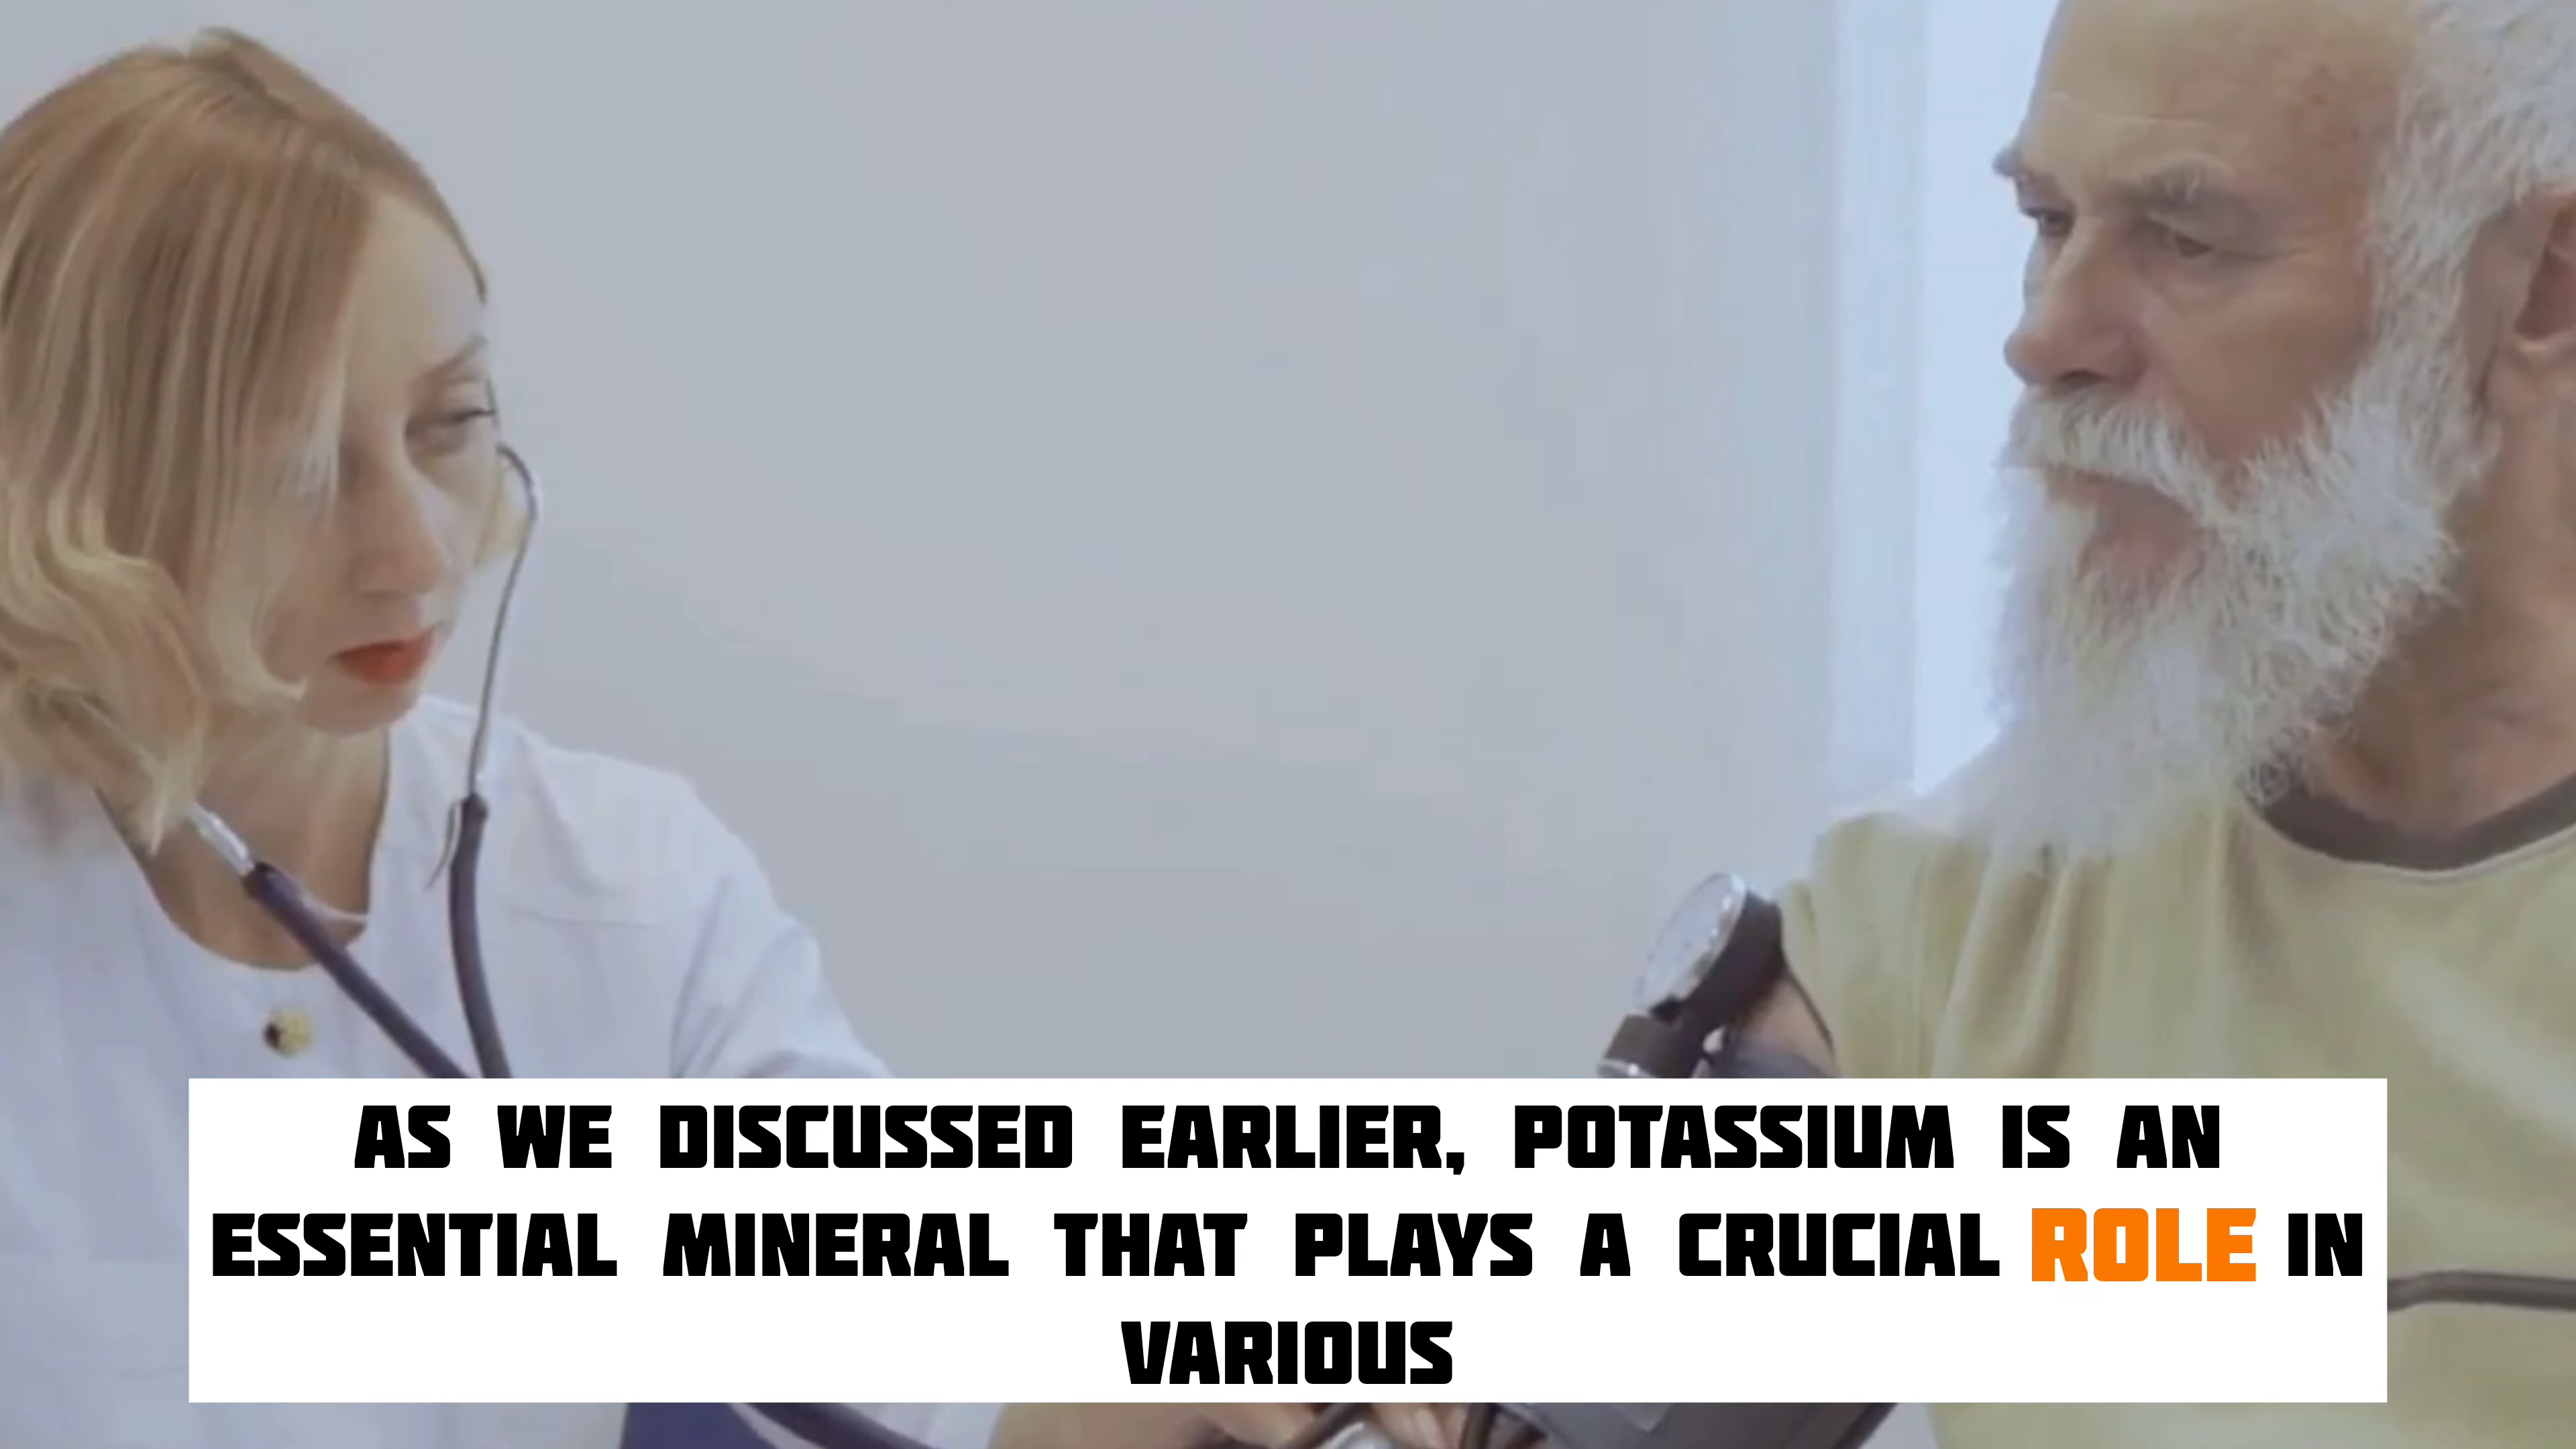 AS WE DISCUSSED EARLIER, POTASSIUM IS AN
ESSENTIAL MINERAL THAT PLAYS A CRUCIAL ROLE IN
VARIOUS